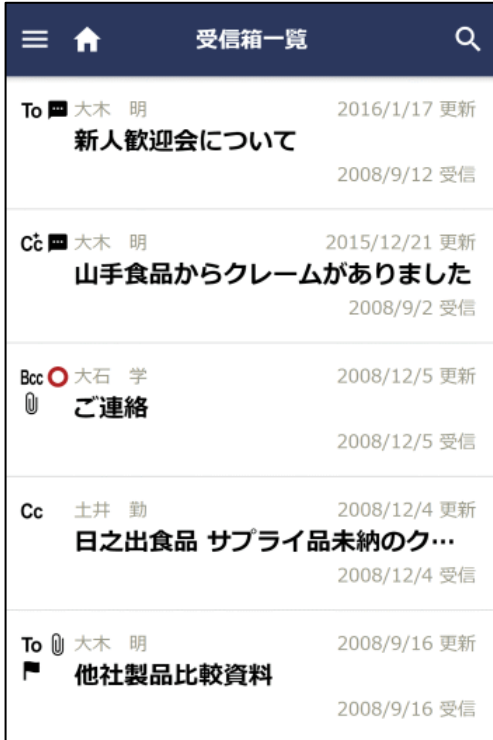 受信箱一覧
To 大木 明 2016/1/17 更新
新人歓迎会について
2008/9/12 受信
Cc 大木 明 2015/12/21 更新
山手食品からクレームがありました
2008/9/2 受信
Bcc 大石 学 2008/12/5 更新
ご連絡
2008/12/5 受信
Cc 土井 勤 2008/12/4 更新
日之出食品 サプライ品未納のク…
2008/12/4 受信
To 大木 明 2008/9/16 更新
他社製品比較資料
2008/9/16 受信